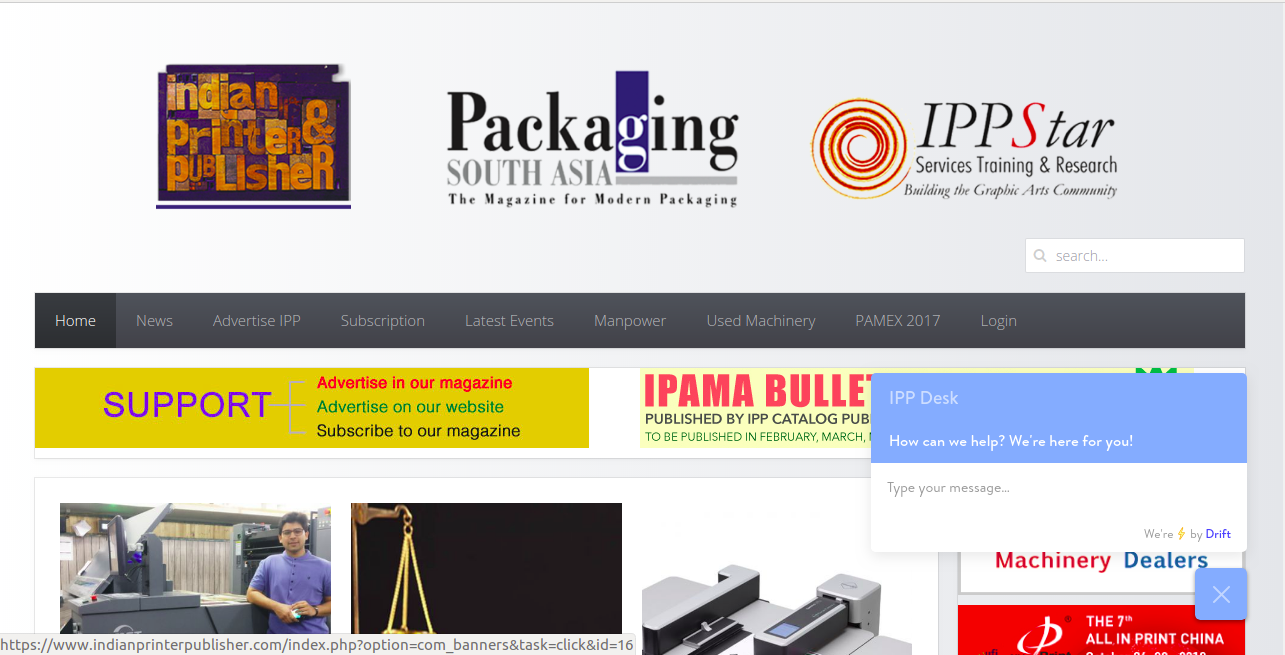 indian
Printer &
PUBLISHER
Packaging
SOUTH ASIA
The Magazine for Modern Packaging
IPPStar
Services Training & Research
Building the Graphic Arts Community
search...
Home News Advertise IPP Subscription Latest Events Manpower Used Machinery PAMEX 2017 Login
SUPPORT
Advertise in our magazine
Advertise on our website
Subscribe to our magazine
IPAMA BULLET
PUBLISHED BY IPP CATALOG PUB
TO BE PUBLISHED IN FEBRUARY, MARCH,
IPP Desk
How can we help? We're here for you!
Type your message...
We're ⚡ by Drift
Machinery Dealers
THE 7th
ALL IN PRINT CHINA
https://www.indianprinterpublisher.com/index.php?option=com_banners&task=click&id=16